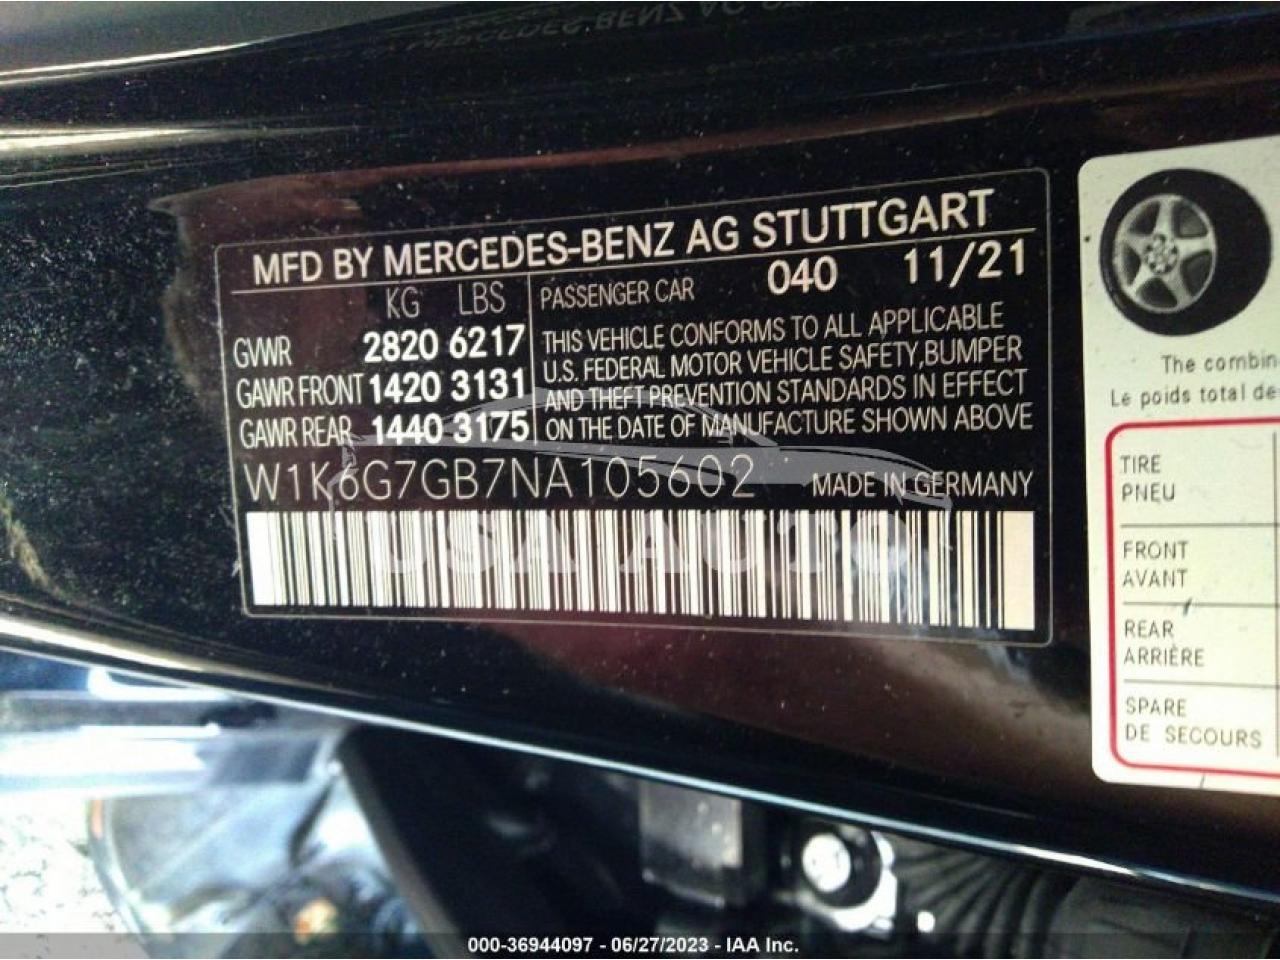 MFD BY MERCEDES-BENZ AG STUTTGART
KG LBS
GVWR 2820 6217
GAWR FRONT 1420 3131
GAWR REAR 1440 3175
PASSENGER CAR 040 11/21
THIS VEHICLE CONFORMS TO ALL APPLICABLE
U.S. FEDERAL MOTOR VEHICLE SAFETY, BUMPER
AND THEFT PREVENTION STANDARDS IN EFFECT
ON THE DATE OF MANUFACTURE SHOWN ABOVE
W1K6G7GB7NA105602 MADE IN GERMANY
USA AUTO
The combin
Le poids total de
TIRE
PNEU
FRONT
AVANT
REAR
ARRIÈRE
SPARE
DE SECOURS
000-36944097 - 06/27/2023 - IAA Inc.